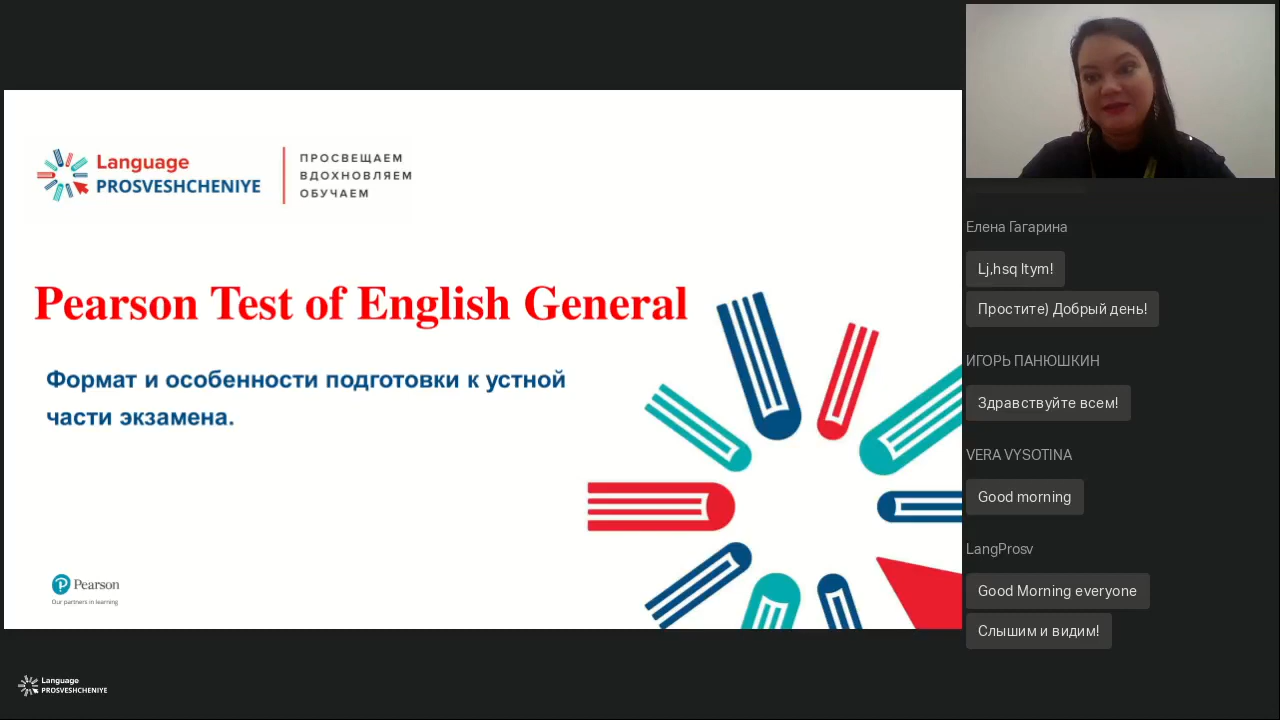 Language
PROSVESHCHENIYE
ПРОСВЕЩАЕМ
ВДОХНОВЛЯЕМ
ОБУЧАЕМ
Pearson Test of English General
Формат и особенности подготовки к устной
части экзамена.
Pearson
Our partners in learning
Language
PROSVESHCHENIYE
Елена Гагарина
Lj,hsq ltym!
Простите) Добрый день!
ИГОРЬ ПАНЮШКИН
Здравствуйте всем!
VERA VYSOTINA
Good morning
LangProsv
Good Morning everyone
Слышим и видим!